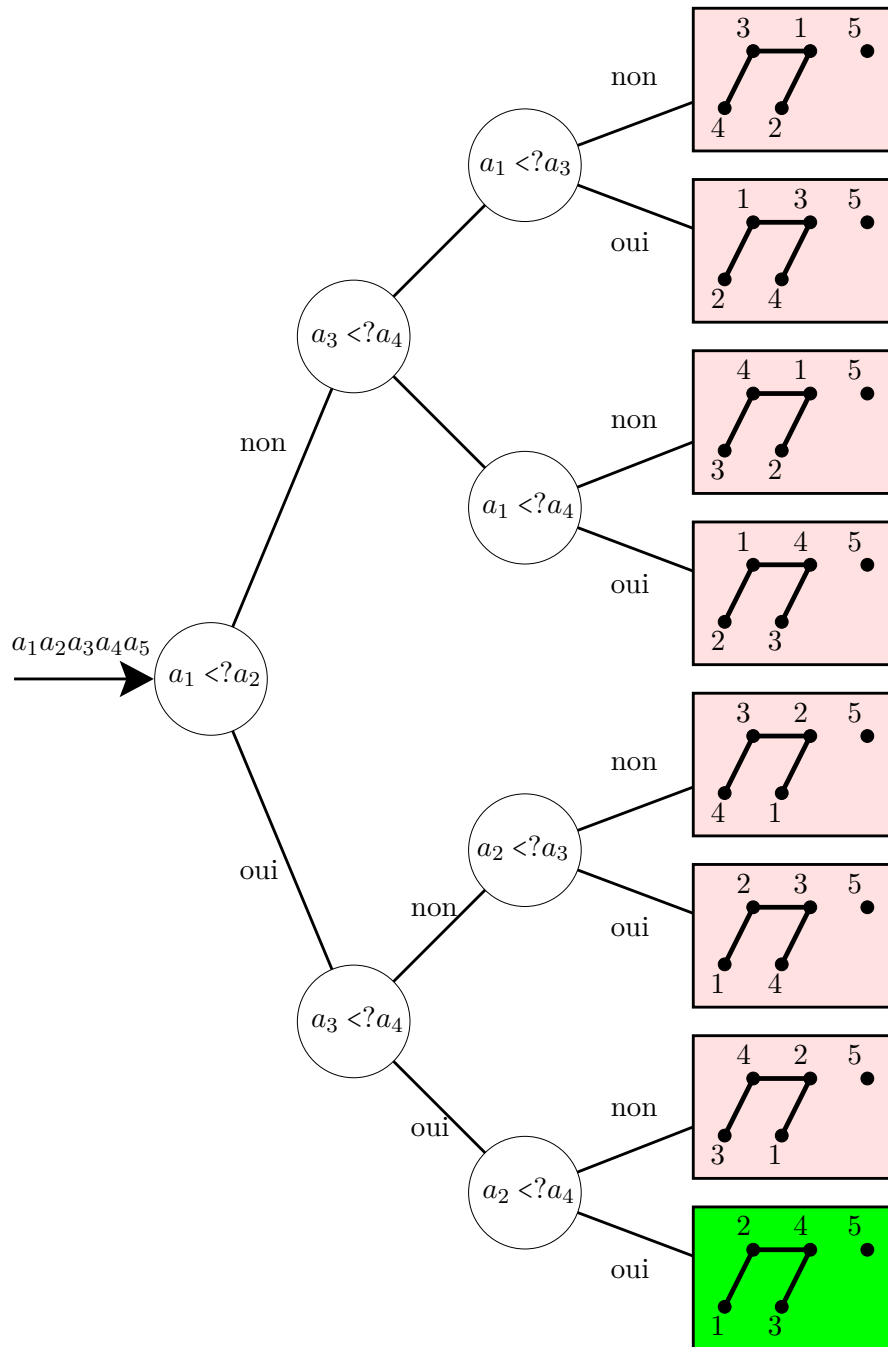 3 1 5
non
4 2
a₁ <?a₃
1 3 5
oui
2 4
a₃ <?a₄
4 1 5
non
non
3 2
a₁ <?a₄
1 4 5
oui
2 3
a₁a₂a₃a₄a₅
a₁ <?a₂
3 2 5
non
4 1
a₂ <?a₃
oui
2 3 5
non
oui
1 4
a₃ <?a₄
4 2 5
non
oui
3 1
a₂ <?a₄
2 4 5
oui
1 3